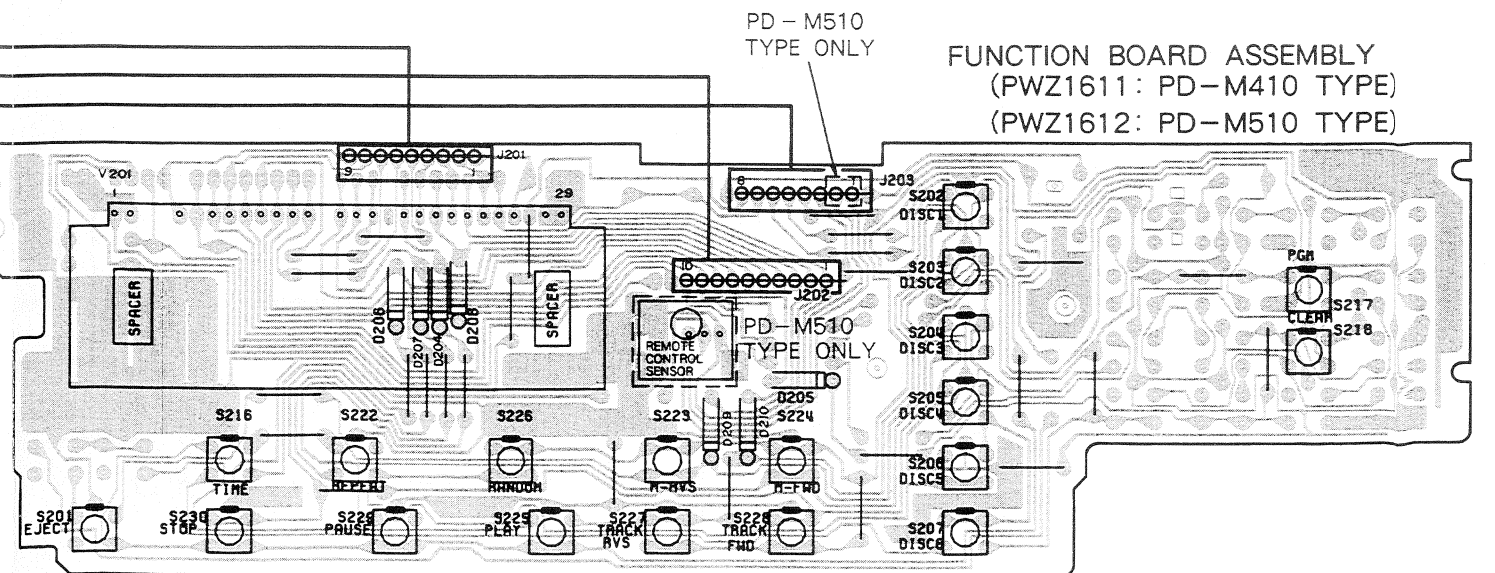 PD-M510
TYPE ONLY
FUNCTION BOARD ASSEMBLY
(PWZ1611: PD-M410 TYPE)
(PWZ1612: PD-M510 TYPE)
J201
9 1
V201
1
29
8 1
J203
S202
DISC1
S203
DISC2
PGM
S217
CLEAR
S218
J202
SPACER
SPACER
D207
D204
PD-M510
TYPE ONLY
REMOTE
CONTROL
SENSOR
S204
DISC3
D205
S205
DISC4
S216
S222
S226
S223
D209
D210
S224
TIME
REPEAT
RANDOM
M-RVS
M-FWD
S206
DISC5
S201
EJECT
S230
STOP
PAUSE
S225
PLAY
S227
TRACK
RVS
S228
TRACK
FWD
S207
DISC6